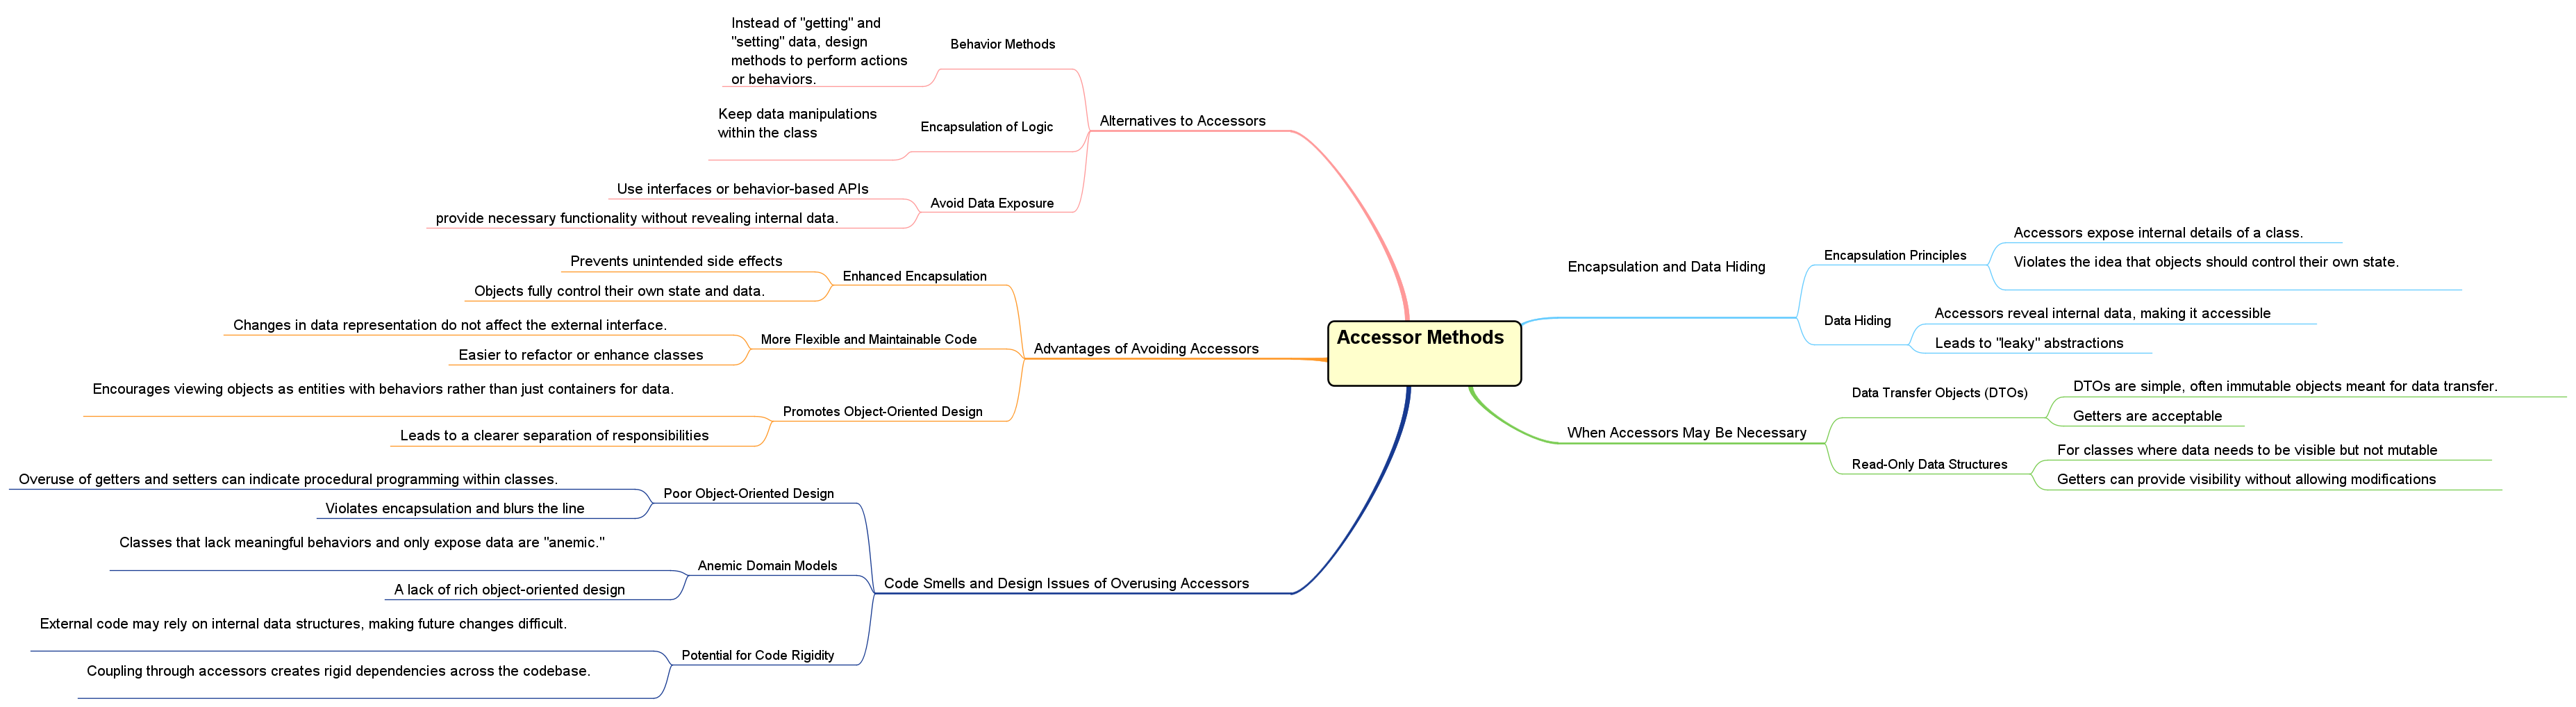 Accessor Methods
Alternatives to Accessors
Behavior Methods
Instead of "getting" and
"setting" data, design
methods to perform actions
or behaviors.
Encapsulation of Logic
Keep data manipulations
within the class
Avoid Data Exposure
Use interfaces or behavior-based APIs
provide necessary functionality without revealing internal data.
Advantages of Avoiding Accessors
Enhanced Encapsulation
Prevents unintended side effects
Objects fully control their own state and data.
More Flexible and Maintainable Code
Changes in data representation do not affect the external interface.
Easier to refactor or enhance classes
Promotes Object-Oriented Design
Encourages viewing objects as entities with behaviors rather than just containers for data.
Leads to a clearer separation of responsibilities
Code Smells and Design Issues of Overusing Accessors
Poor Object-Oriented Design
Overuse of getters and setters can indicate procedural programming within classes.
Violates encapsulation and blurs the line
Anemic Domain Models
Classes that lack meaningful behaviors and only expose data are "anemic."
A lack of rich object-oriented design
Potential for Code Rigidity
External code may rely on internal data structures, making future changes difficult.
Coupling through accessors creates rigid dependencies across the codebase.
Encapsulation and Data Hiding
Encapsulation Principles
Accessors expose internal details of a class.
Violates the idea that objects should control their own state.
Data Hiding
Accessors reveal internal data, making it accessible
Leads to "leaky" abstractions
When Accessors May Be Necessary
Data Transfer Objects (DTOs)
DTOs are simple, often immutable objects meant for data transfer.
Getters are acceptable
Read-Only Data Structures
For classes where data needs to be visible but not mutable
Getters can provide visibility without allowing modifications